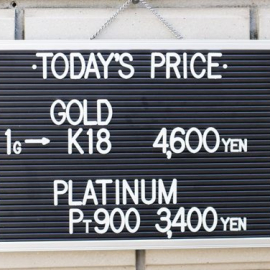 ·TODAY'S PRICE·
GOLD
1G→ K18 4,600 YEN
PLATINUM
PT900 3,400 YEN